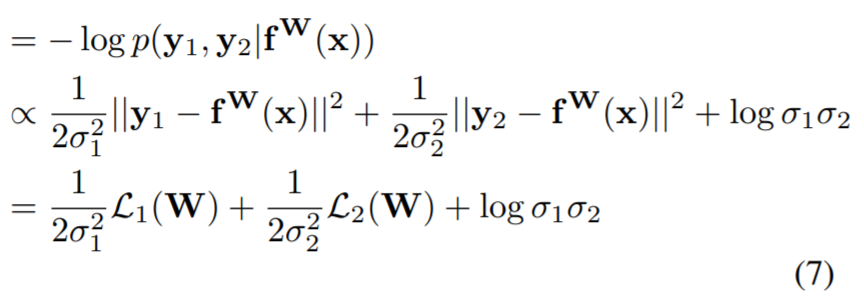 = − log p(y₁, y₂|f^W(x))
∝ 1/(2σ₁²) ||y₁ − f^W(x)||² + 1/(2σ₂²) ||y₂ − f^W(x)||² + log σ₁σ₂
= 1/(2σ₁²) ℒ₁(W) + 1/(2σ₂²) ℒ₂(W) + log σ₁σ₂
(7)